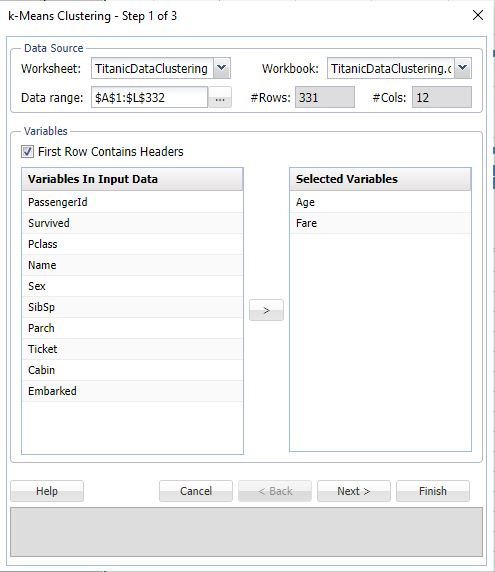 k-Means Clustering - Step 1 of 3
Data Source
Worksheet: TitanicDataClustering Workbook: TitanicDataClustering.c
Data range: $A$1:$L$332 ... #Rows: 331 #Cols: 12
Variables
First Row Contains Headers
Variables In Input Data Selected Variables
PassengerId Age
Survived Fare
Pclass
Name
Sex
SibSp
Parch >
Ticket
Cabin
Embarked
Help Cancel < Back Next > Finish